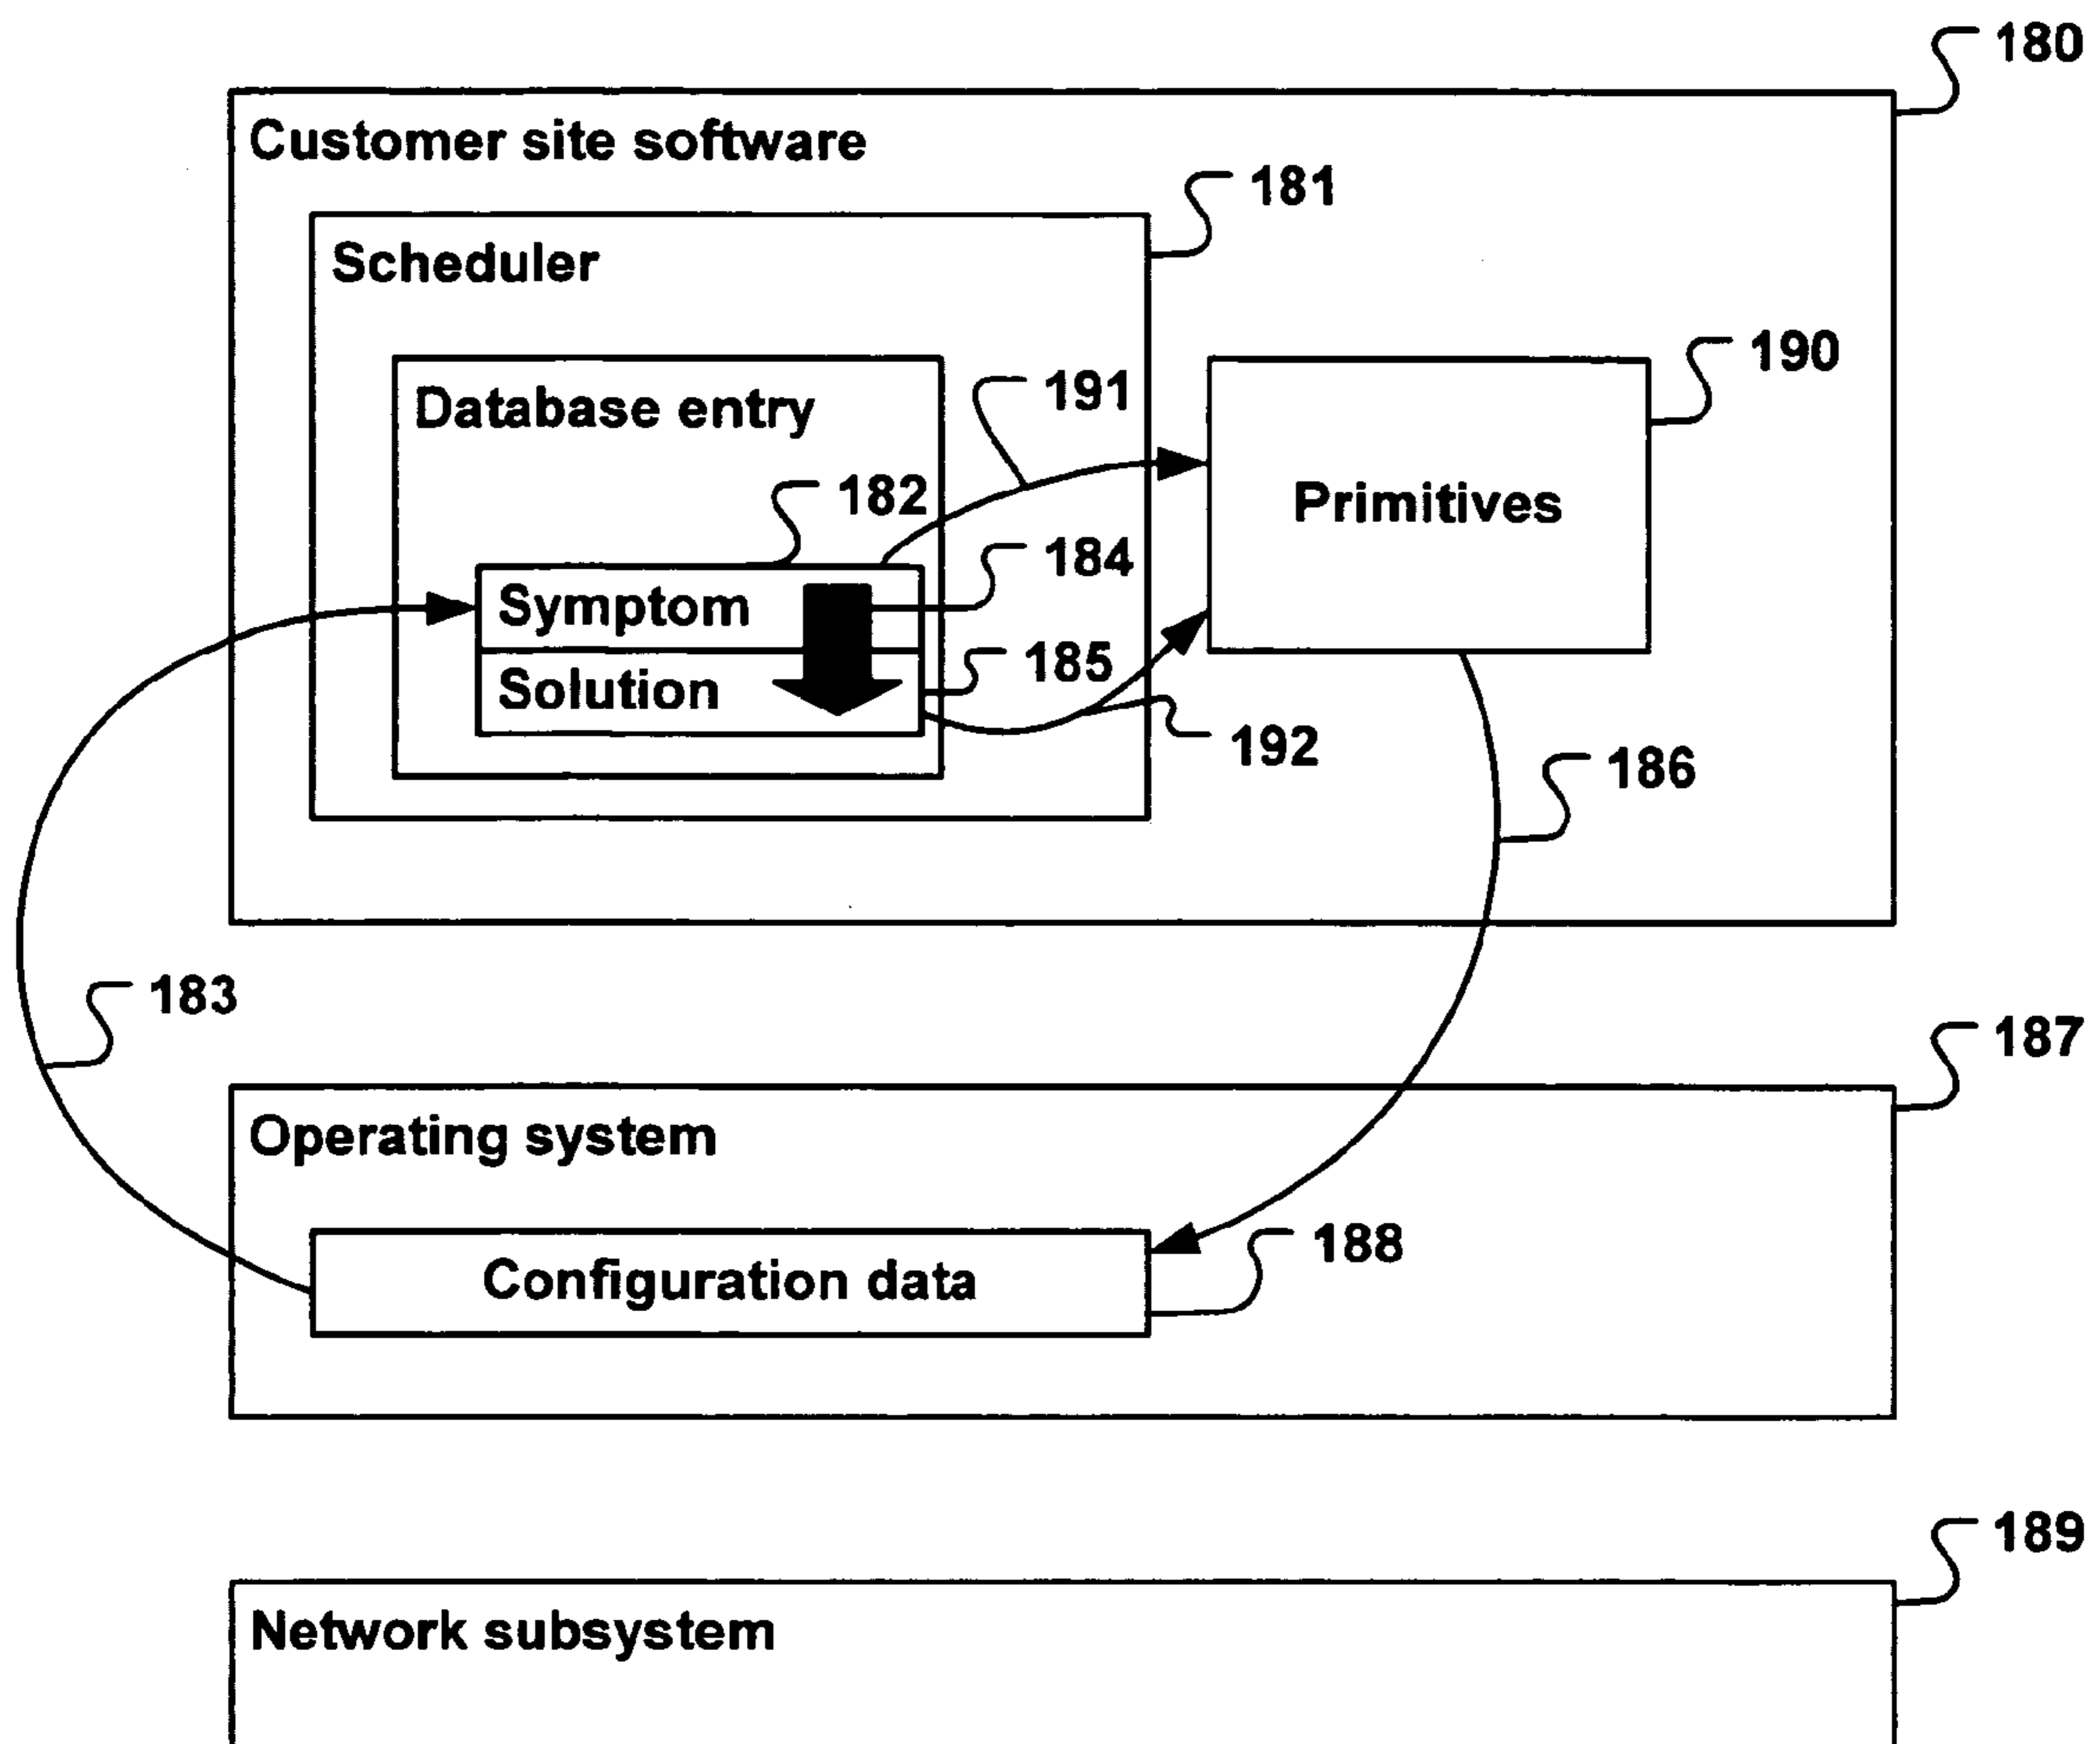 180
Customer site software
181
Scheduler
190
191
Database entry
182
Primitives
184
Symptom
185
Solution
192
186
183
187
Operating system
188
Configuration data
189
Network subsystem